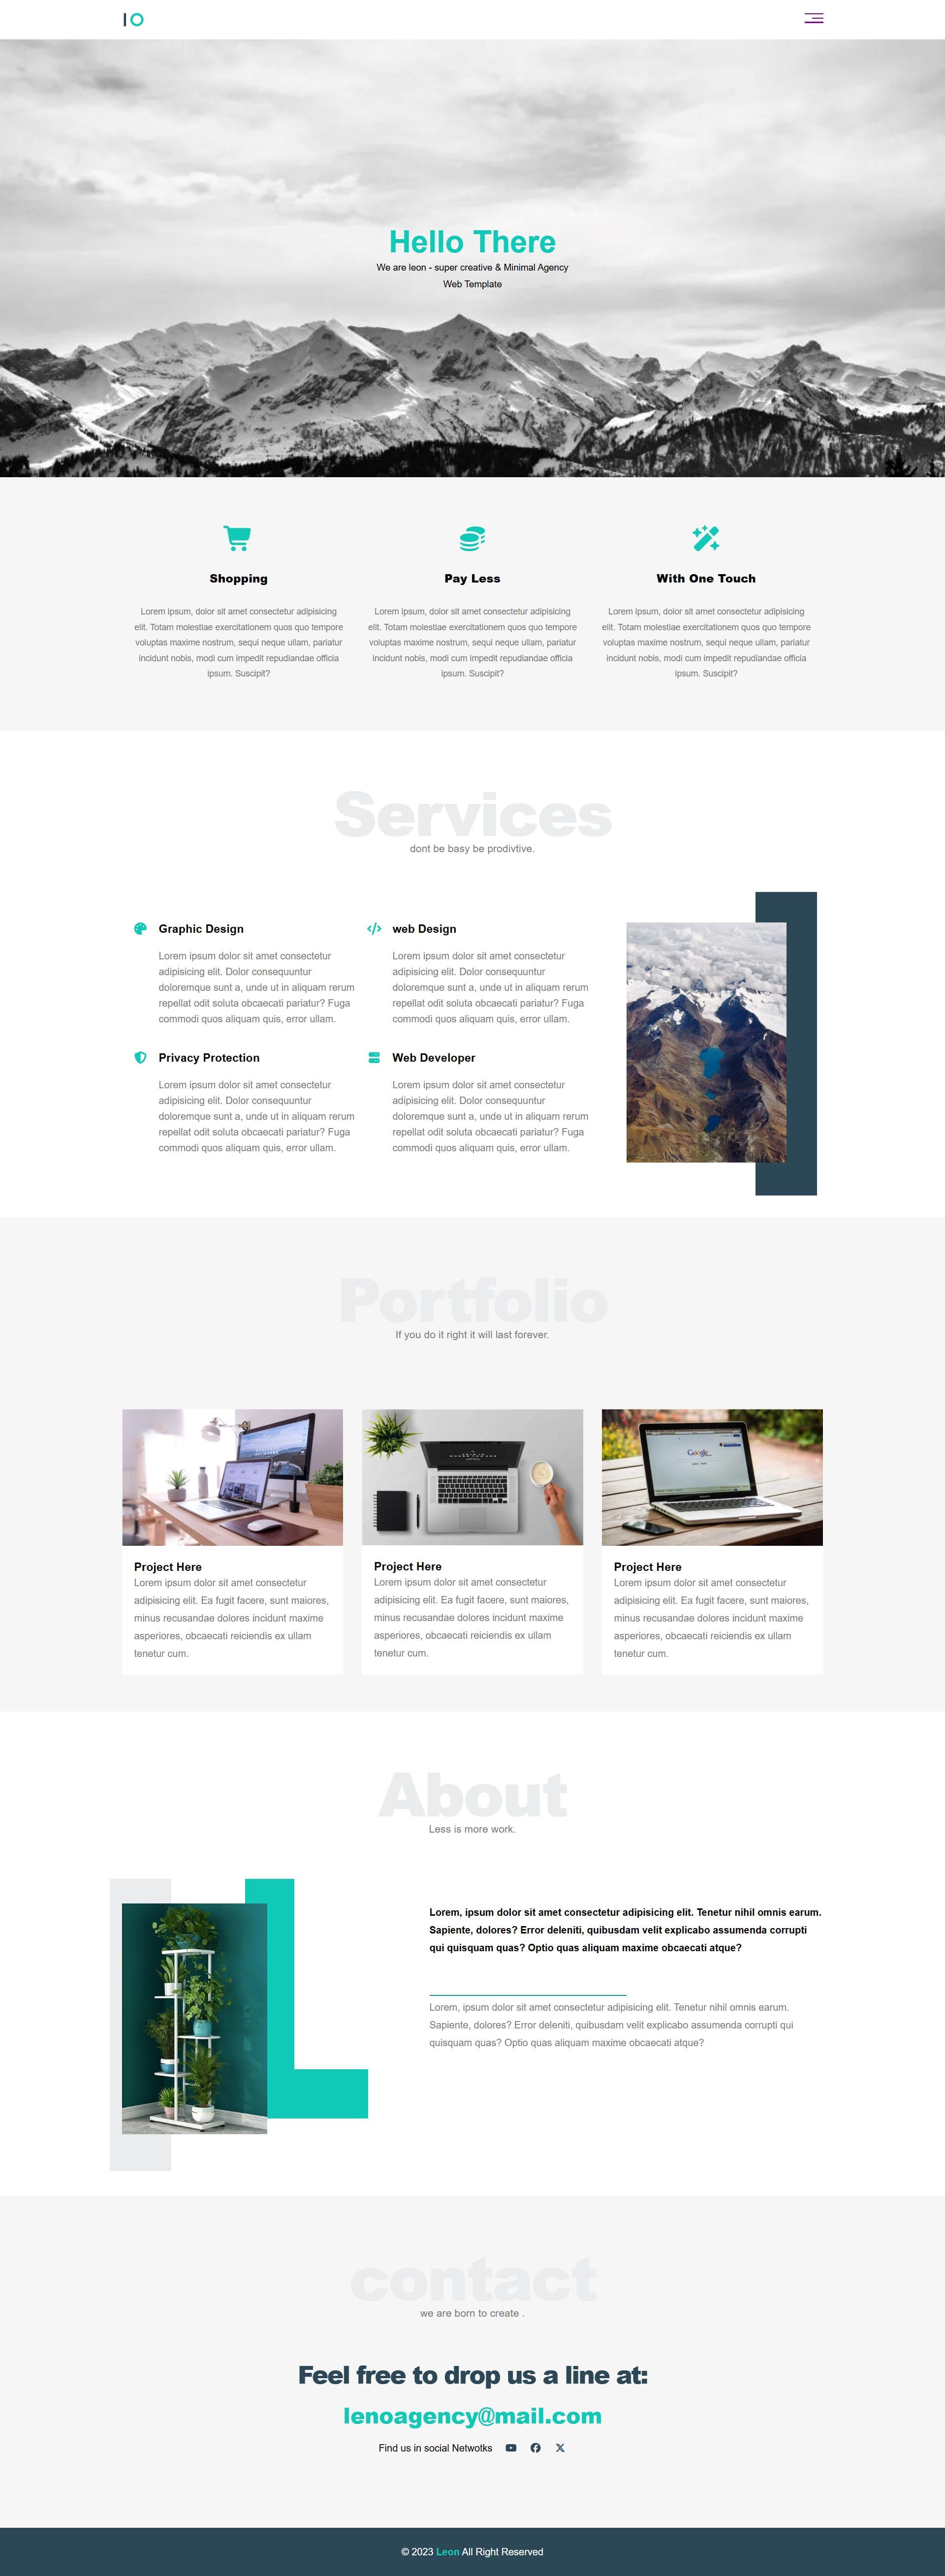 IO
Hello There
We are leon - super creative & Minimal Agency
Web Template
Shopping
Lorem ipsum, dolor sit amet consectetur adipisicing
elit. Totam molestiae exercitationem quos quo tempore
voluptas maxime nostrum, sequi neque ullam, pariatur
incidunt nobis, modi cum impedit repudiandae officia
ipsum. Suscipit?
Pay Less
Lorem ipsum, dolor sit amet consectetur adipisicing
elit. Totam molestiae exercitationem quos quo tempore
voluptas maxime nostrum, sequi neque ullam, pariatur
incidunt nobis, modi cum impedit repudiandae officia
ipsum. Suscipit?
With One Touch
Lorem ipsum, dolor sit amet consectetur adipisicing
elit. Totam molestiae exercitationem quos quo tempore
voluptas maxime nostrum, sequi neque ullam, pariatur
incidunt nobis, modi cum impedit repudiandae officia
ipsum. Suscipit?
Services
dont be basy be prodivtive.
Graphic Design
Lorem ipsum dolor sit amet consectetur
adipisicing elit. Dolor consequuntur
doloremque sunt a, unde ut in aliquam rerum
repellat odit soluta obcaecati pariatur? Fuga
commodi quos aliquam quis, error ullam.
web Design
Lorem ipsum dolor sit amet consectetur
adipisicing elit. Dolor consequuntur
doloremque sunt a, unde ut in aliquam rerum
repellat odit soluta obcaecati pariatur? Fuga
commodi quos aliquam quis, error ullam.
Privacy Protection
Lorem ipsum dolor sit amet consectetur
adipisicing elit. Dolor consequuntur
doloremque sunt a, unde ut in aliquam rerum
repellat odit soluta obcaecati pariatur? Fuga
commodi quos aliquam quis, error ullam.
Web Developer
Lorem ipsum dolor sit amet consectetur
adipisicing elit. Dolor consequuntur
doloremque sunt a, unde ut in aliquam rerum
repellat odit soluta obcaecati pariatur? Fuga
commodi quos aliquam quis, error ullam.
Portfolio
If you do it right it will last forever.
Project Here
Lorem ipsum dolor sit amet consectetur
adipisicing elit. Ea fugit facere, sunt maiores,
minus recusandae dolores incidunt maxime
asperiores, obcaecati reiciendis ex ullam
tenetur cum.
Project Here
Lorem ipsum dolor sit amet consectetur
adipisicing elit. Ea fugit facere, sunt maiores,
minus recusandae dolores incidunt maxime
asperiores, obcaecati reiciendis ex ullam
tenetur cum.
Google
Project Here
Lorem ipsum dolor sit amet consectetur
adipisicing elit. Ea fugit facere, sunt maiores,
minus recusandae dolores incidunt maxime
asperiores, obcaecati reiciendis ex ullam
tenetur cum.
About
Less is more work.
Lorem, ipsum dolor sit amet consectetur adipisicing elit. Tenetur nihil omnis earum.
Sapiente, dolores? Error deleniti, quibusdam velit explicabo assumenda corrupti
qui quisquam quas? Optio quas aliquam maxime obcaecati atque?
Lorem, ipsum dolor sit amet consectetur adipisicing elit. Tenetur nihil omnis earum.
Sapiente, dolores? Error deleniti, quibusdam velit explicabo assumenda corrupti qui
quisquam quas? Optio quas aliquam maxime obcaecati atque?
contact
we are born to create .
Feel free to drop us a line at:
lenoagency@mail.com
Find us in social Netwotks
© 2023 Leon All Right Reserved